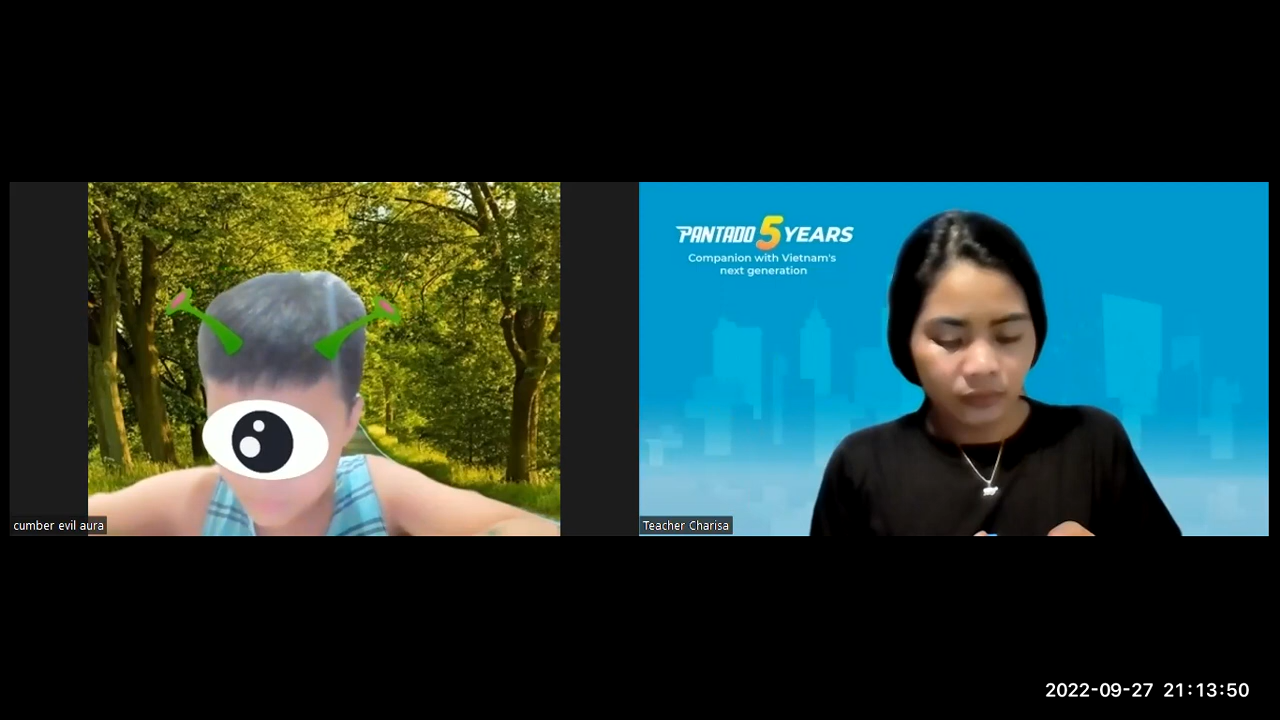 PANTADO 5 YEARS
Companion with Vietnam's
next generation
cumber evil aura
Teacher Charisa
2022-09-27 21:13:50